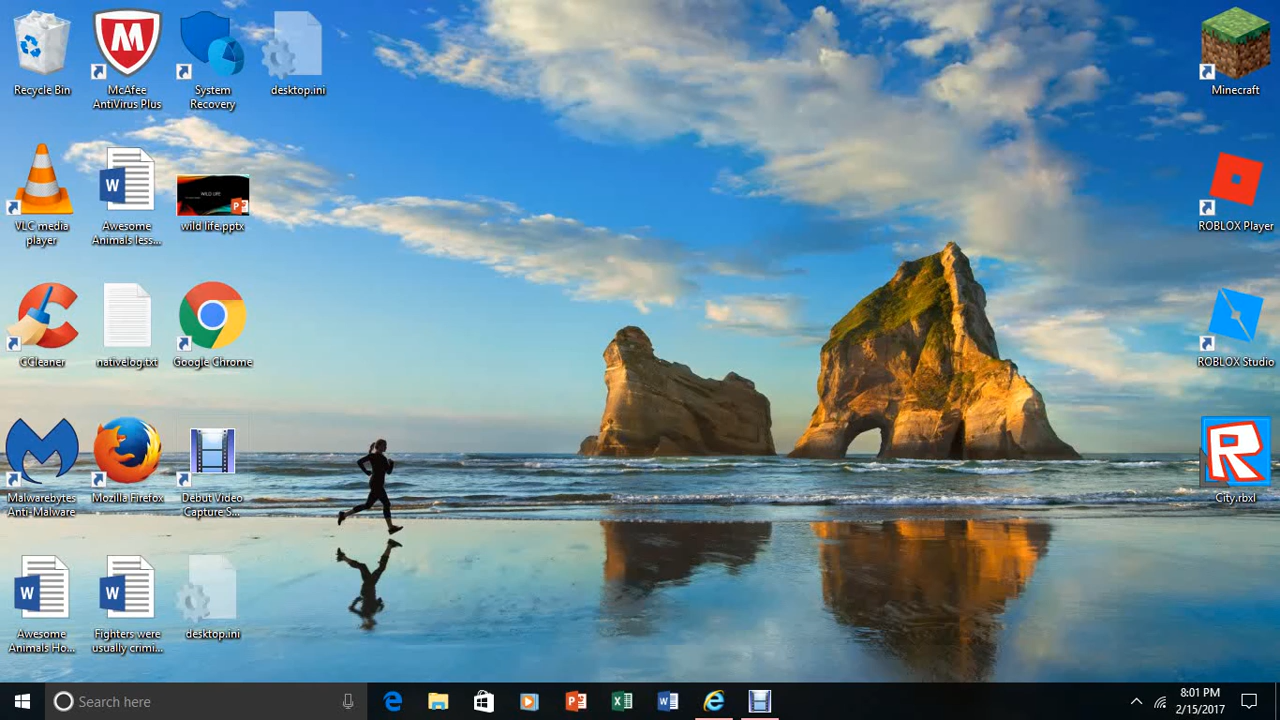 Recycle Bin
McAfee
AntiVirus Plus
System
Recovery
desktop.ini
Minecraft
VLC media
player
Awesome
Animals less...
WILD LIFE
wild life.pptx
ROBLOX Player
CCleaner
nativelog.txt
Google Chrome
ROBLOX Studio
Malwarebytes
Anti-Malware
Mozilla Firefox
Debut Video
Capture S...
City.rbxl
Awesome
Animals Ho...
Fighters were
usually crimi...
desktop.ini
Search here
8:01 PM
2/15/2017